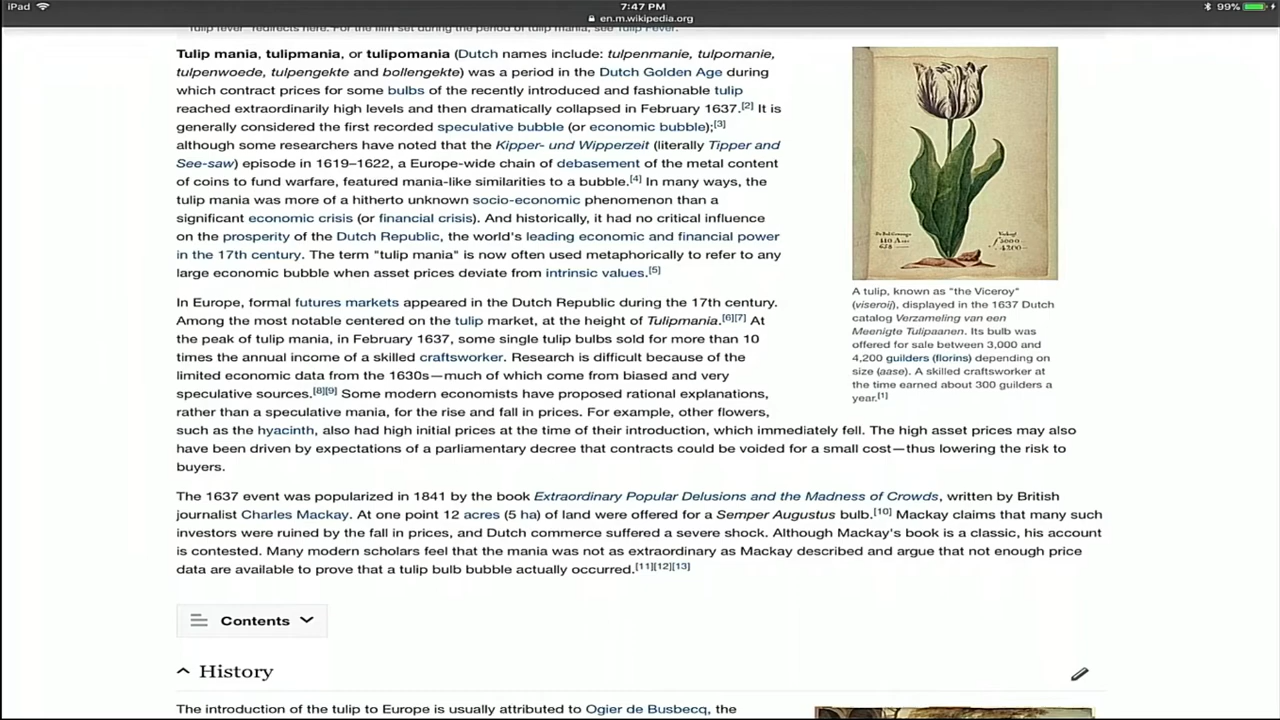 iPad
7:47 PM
99%
en.m.wikipedia.org
"Tulip fever" redirects here. For the film set during the period of tulip mania, see Tulip Fever.
Tulip mania, tulipmania, or tulipomania (Dutch names include: tulpenmanie, tulpomanie,
tulpenwoede, tulpengekte and bollengekte) was a period in the Dutch Golden Age during
which contract prices for some bulbs of the recently introduced and fashionable tulip
reached extraordinarily high levels and then dramatically collapsed in February 1637.[2] It is
generally considered the first recorded speculative bubble (or economic bubble);[3]
although some researchers have noted that the Kipper- und Wipperzeit (literally Tipper and
See-saw) episode in 1619–1622, a Europe-wide chain of debasement of the metal content
of coins to fund warfare, featured mania-like similarities to a bubble.[4] In many ways, the
tulip mania was more of a hitherto unknown socio-economic phenomenon than a
significant economic crisis (or financial crisis). And historically, it had no critical influence
on the prosperity of the Dutch Republic, the world's leading economic and financial power
in the 17th century. The term "tulip mania" is now often used metaphorically to refer to any
large economic bubble when asset prices deviate from intrinsic values.[5]
A tulip, known as "the Viceroy"
(viseroij), displayed in the 1637 Dutch
catalog Verzameling van een
Meenigte Tulipaanen. Its bulb was
offered for sale between 3,000 and
4,200 guilders (florins) depending on
size (aase). A skilled craftsworker at
the time earned about 300 guilders a
year.[1]
In Europe, formal futures markets appeared in the Dutch Republic during the 17th century.
Among the most notable centered on the tulip market, at the height of Tulipmania.[6][7] At
the peak of tulip mania, in February 1637, some single tulip bulbs sold for more than 10
times the annual income of a skilled craftsworker. Research is difficult because of the
limited economic data from the 1630s—much of which come from biased and very
speculative sources.[8][9] Some modern economists have proposed rational explanations,
rather than a speculative mania, for the rise and fall in prices. For example, other flowers,
such as the hyacinth, also had high initial prices at the time of their introduction, which immediately fell. The high asset prices may also
have been driven by expectations of a parliamentary decree that contracts could be voided for a small cost—thus lowering the risk to
buyers.
The 1637 event was popularized in 1841 by the book Extraordinary Popular Delusions and the Madness of Crowds, written by British
journalist Charles Mackay. At one point 12 acres (5 ha) of land were offered for a Semper Augustus bulb.[10] Mackay claims that many such
investors were ruined by the fall in prices, and Dutch commerce suffered a severe shock. Although Mackay's book is a classic, his account
is contested. Many modern scholars feel that the mania was not as extraordinary as Mackay described and argue that not enough price
data are available to prove that a tulip bulb bubble actually occurred.[11][12][13]
Contents
History
The introduction of the tulip to Europe is usually attributed to Ogier de Busbecq, the